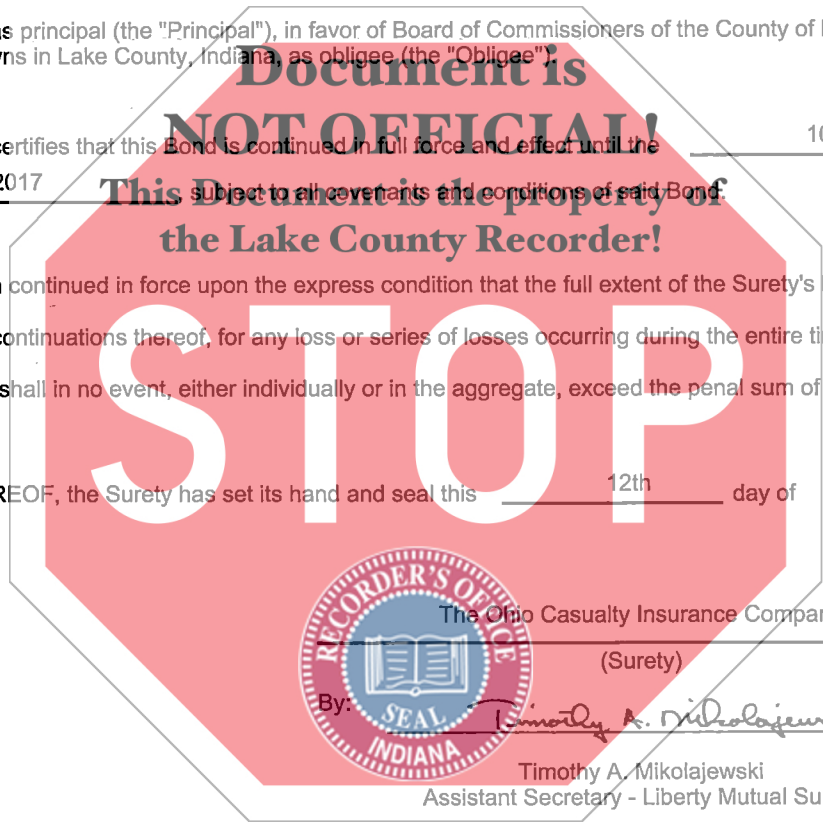 s principal (the "Principal"), in favor of Board of Commissioners of the County of
ns in Lake County, Indiana, as obligee (the "Obligee").
Document is
NOT OFFICIAL!
ertifies that this Bond is continued in full force and effect until the 10
2017, subject to all covenants and conditions of said Bond.
This Document is the property of
the Lake County Recorder!
continued in force upon the express condition that the full extent of the Surety's
continuations thereof, for any loss or series of losses occurring during the entire ti
shall in no event, either individually or in the aggregate, exceed the penal sum of
STOP
REOF, the Surety has set its hand and seal this 12th day of
RECORDER'S OFFICE
SEAL
INDIANA
The Ohio Casualty Insurance Compan
(Surety)
By: Timothy A. Mikolajew
Timothy A. Mikolajewski
Assistant Secretary - Liberty Mutual Su